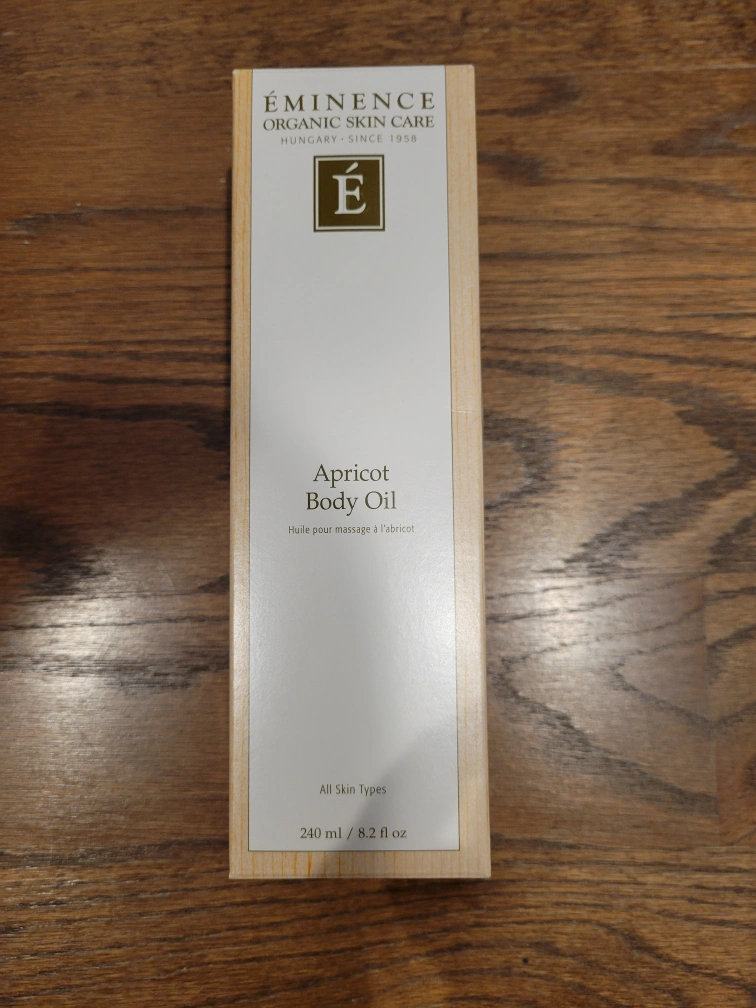 ÉMINENCE
ORGANIC SKIN CARE
HUNGARY · SINCE 1958
É
Apricot
Body Oil
Huile pour massage à l'abricot
All Skin Types
240 ml / 8.2 fl oz